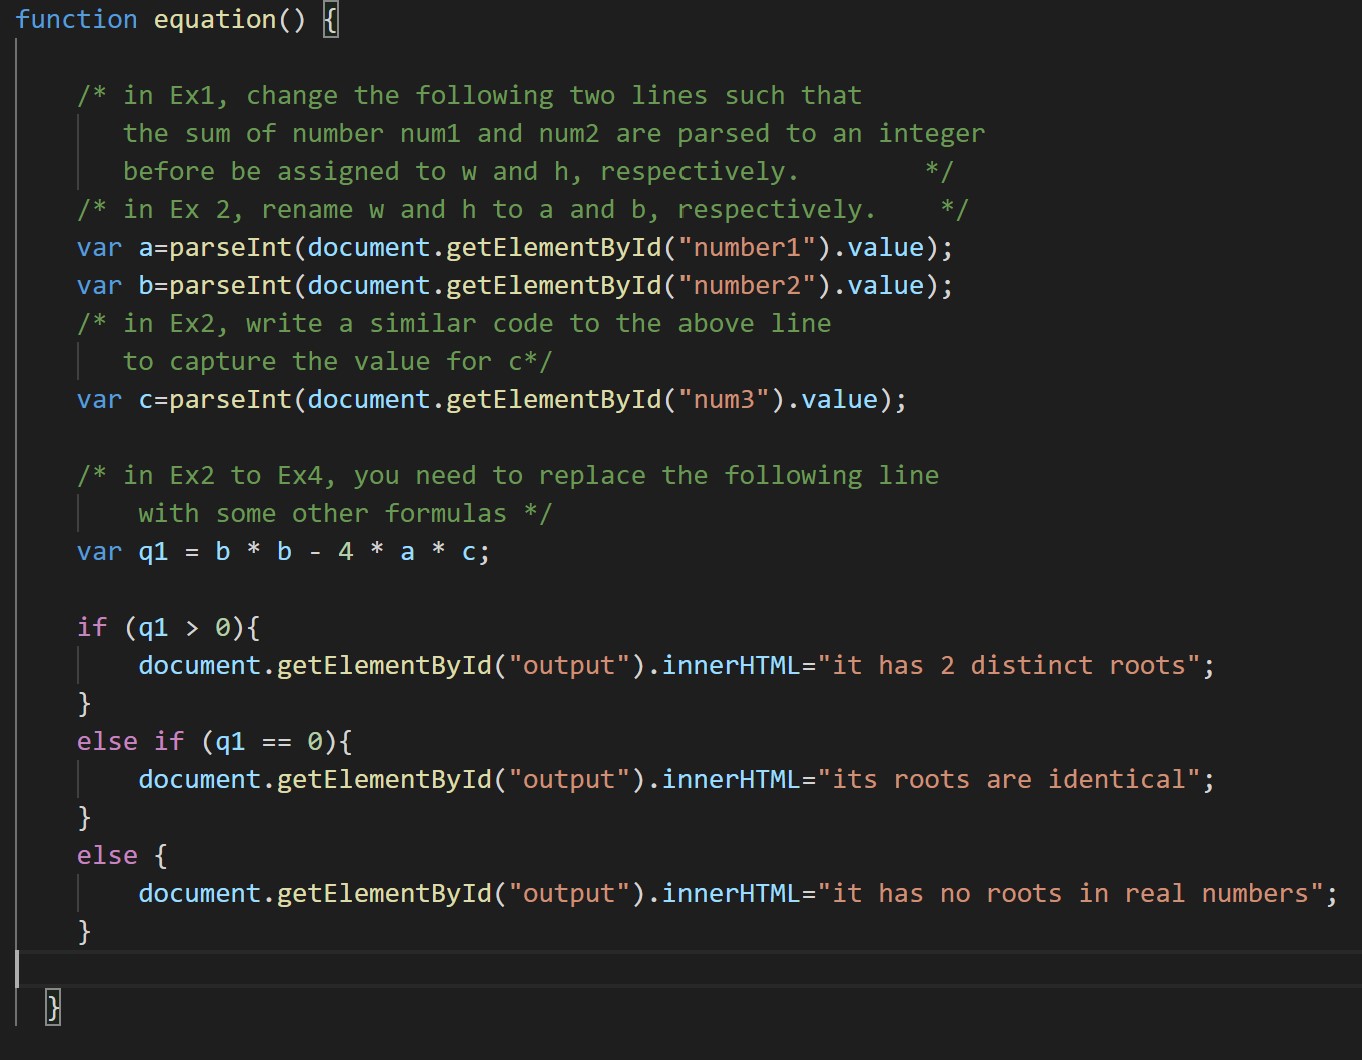 function equation() {
/* in Ex1, change the following two lines such that
the sum of number num1 and num2 are parsed to an integer
before be assigned to w and h, respectively. */
/* in Ex 2, rename w and h to a and b, respectively. */
var a=parseInt(document.getElementById("number1").value);
var b=parseInt(document.getElementById("number2").value);
/* in Ex2, write a similar code to the above line
to capture the value for c*/
var c=parseInt(document.getElementById("num3").value);
/* in Ex2 to Ex4, you need to replace the following line
with some other formulas */
var q1 = b * b - 4 * a * c;
if (q1 > 0){
document.getElementById("output").innerHTML="it has 2 distinct roots";
}
else if (q1 == 0){
document.getElementById("output").innerHTML="its roots are identical";
}
else {
document.getElementById("output").innerHTML="it has no roots in real numbers";
}
}